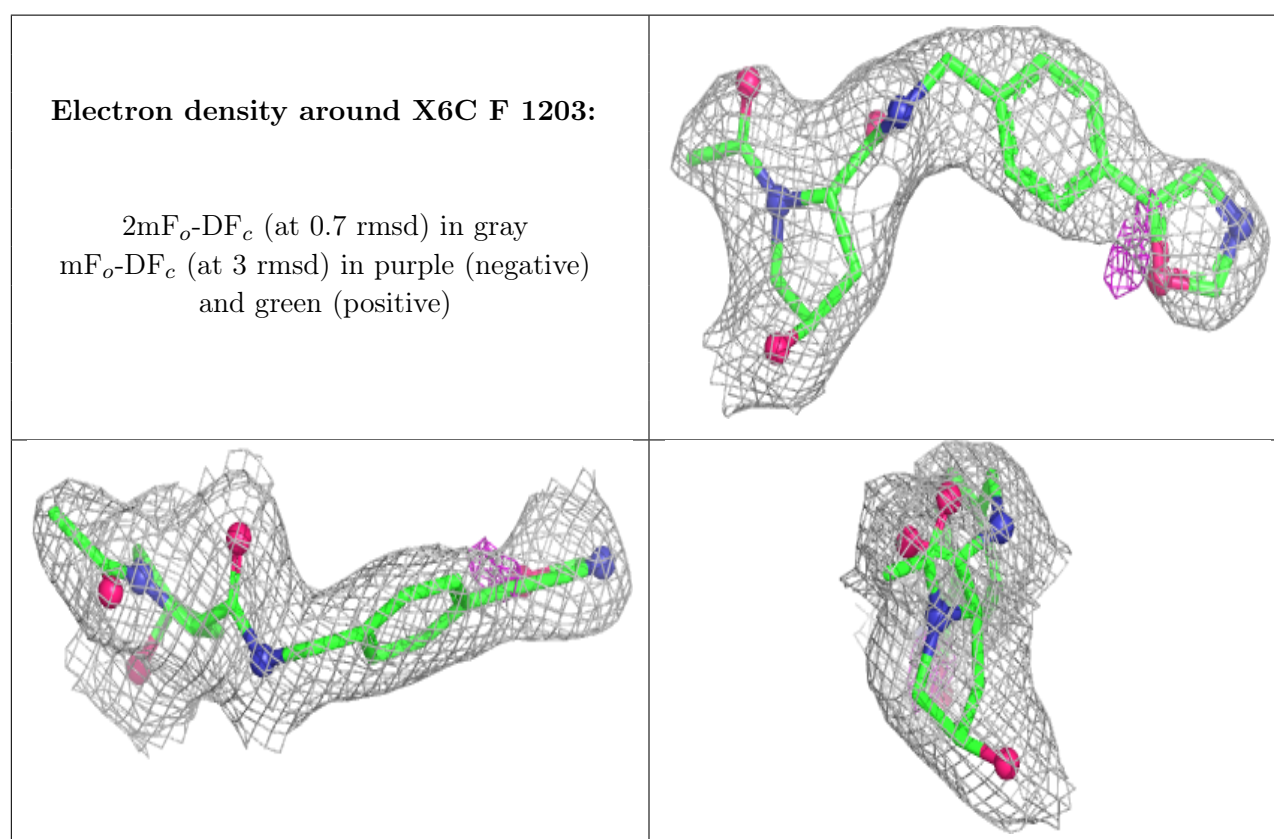 Electron density around X6C F 1203:
2mFₒ-DF𝑐 (at 0.7 rmsd) in gray
mFₒ-DF𝑐 (at 3 rmsd) in purple (negative)
and green (positive)